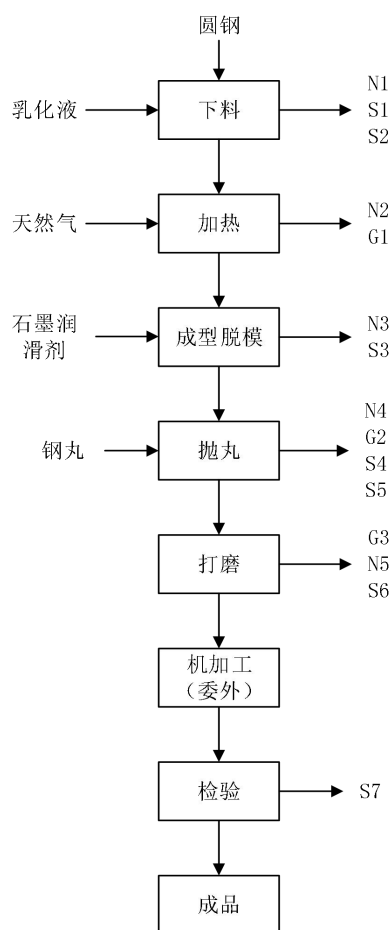 圆钢
乳化液
下料
N1
S1
S2
天然气
加热
N2
G1
石墨润
滑剂
成型脱模
N3
S3
钢丸
抛丸
N4
G2
S4
S5
打磨
G3
N5
S6
机加工
（委外）
检验
S7
成品